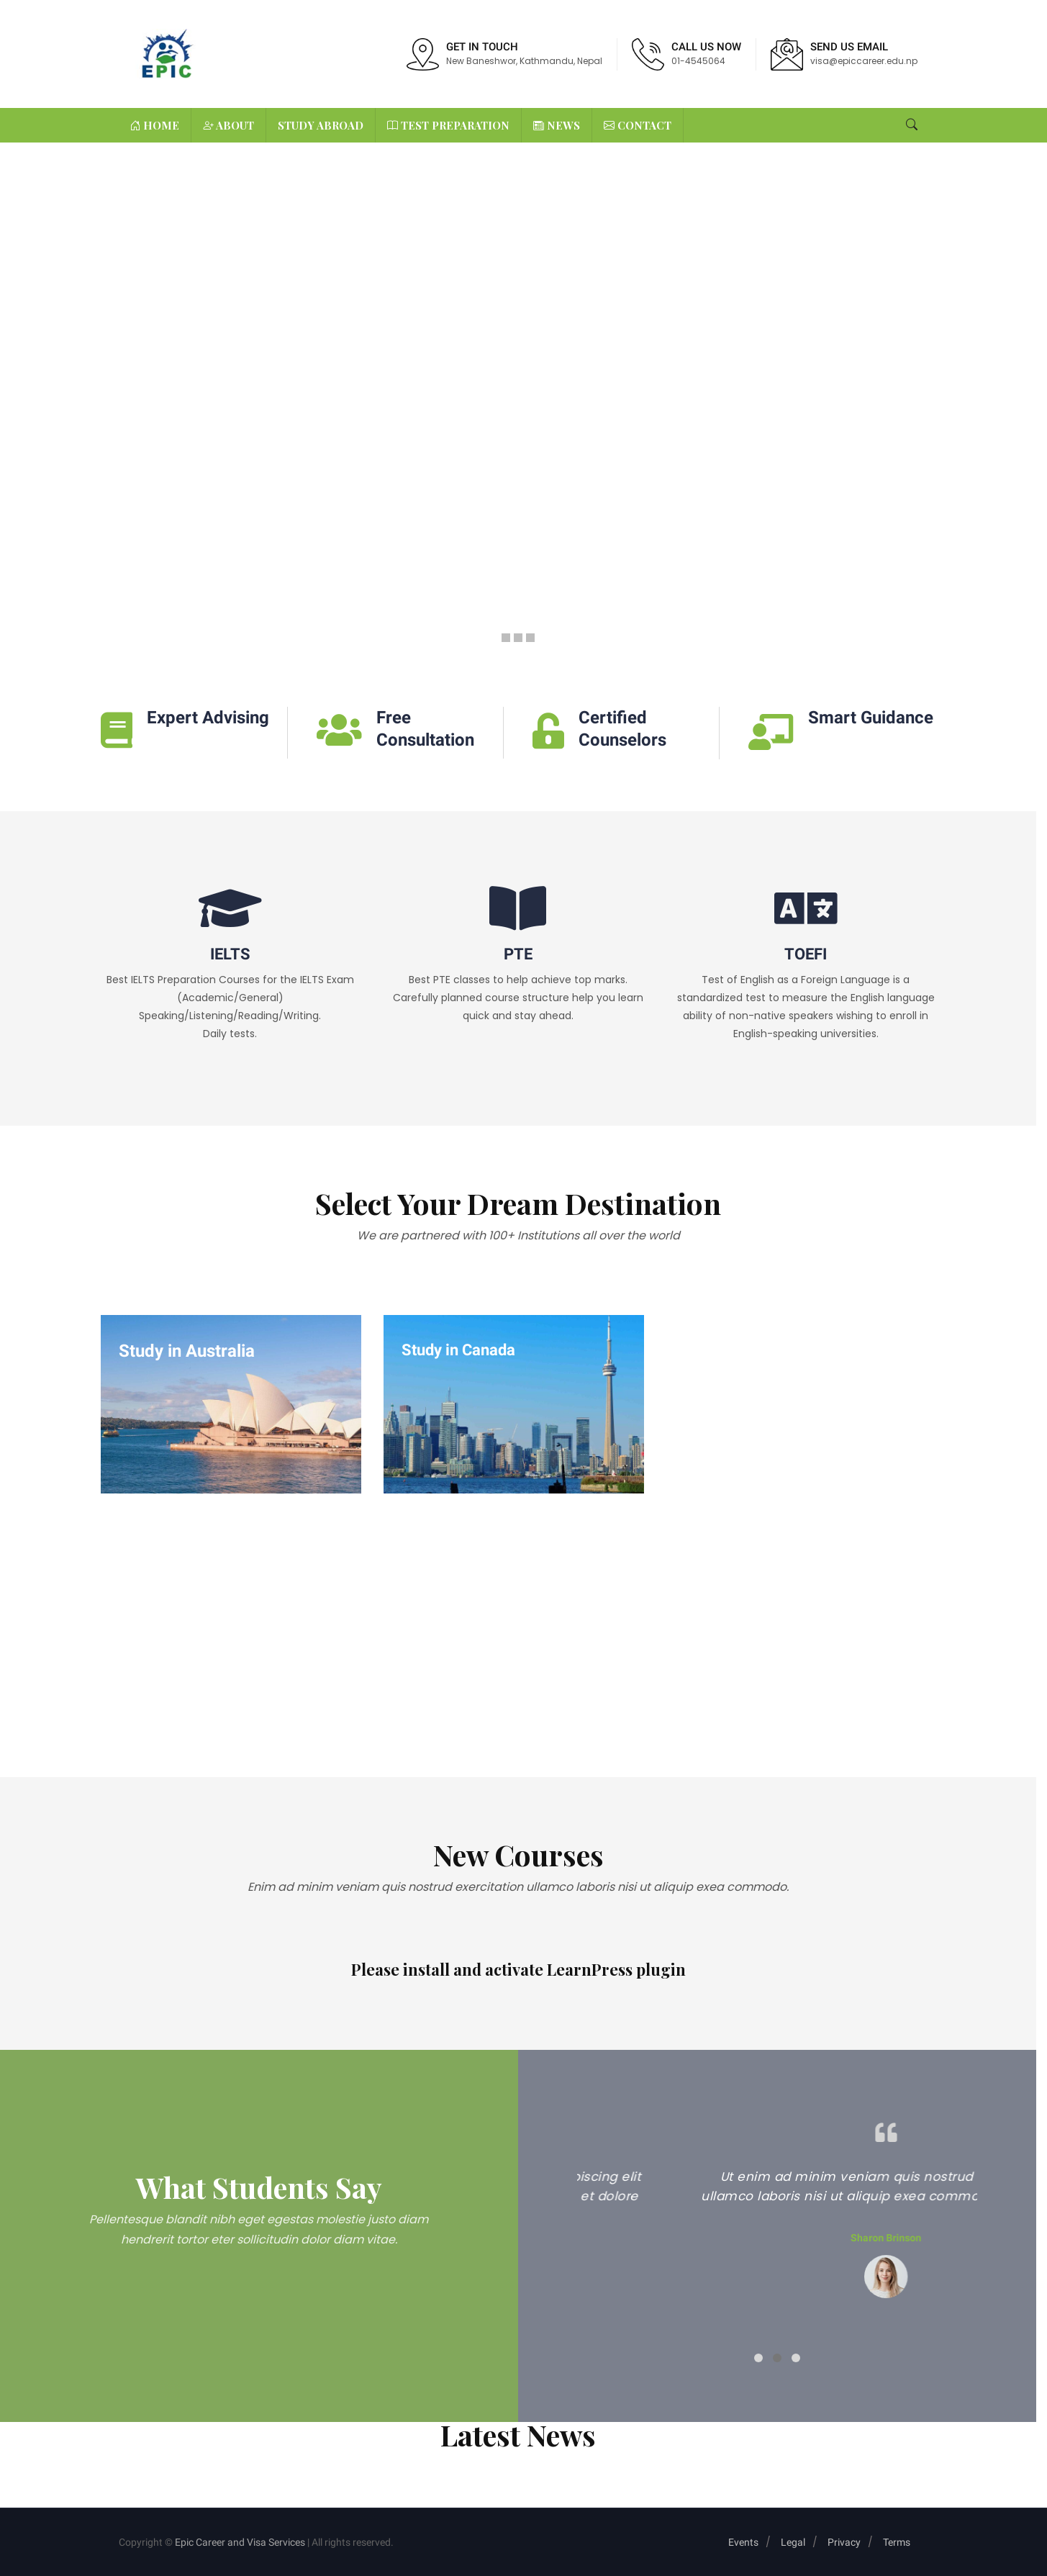 EPIC
GET IN TOUCH
New Baneshwor, Kathmandu, Nepal
CALL US NOW
01-4545064
SEND US EMAIL
visa@epiccareer.edu.np
HOME
ABOUT
STUDY ABROAD
TEST PREPARATION
NEWS
CONTACT
Expert Advising
Free
Consultation
Certified
Counselors
Smart Guidance
IELTS
Best IELTS Preparation Courses for the IELTS Exam
(Academic/General)
Speaking/Listening/Reading/Writing.
Daily tests.
PTE
Best PTE classes to help achieve top marks.
Carefully planned course structure help you learn
quick and stay ahead.
A
TOEFI
Test of English as a Foreign Language is a
standardized test to measure the English language
ability of non-native speakers wishing to enroll in
English-speaking universities.
Select Your Dream Destination
We are partnered with 100+ Institutions all over the world
Study in Australia
Study in Canada
New Courses
Enim ad minim veniam quis nostrud exercitation ullamco laboris nisi ut aliquip exea commodo.
Please install and activate LearnPress plugin
What Students Say
Pellentesque blandit nibh eget egestas molestie justo diam
hendrerit tortor eter sollicitudin dolor diam vitae.
piscing elit
et dolore
Ut enim ad minim veniam quis nostrud
ullamco laboris nisi ut aliquip exea commo
Sharon Brinson
Latest News
Copyright © Epic Career and Visa Services | All rights reserved.
Events / Legal / Privacy / Terms